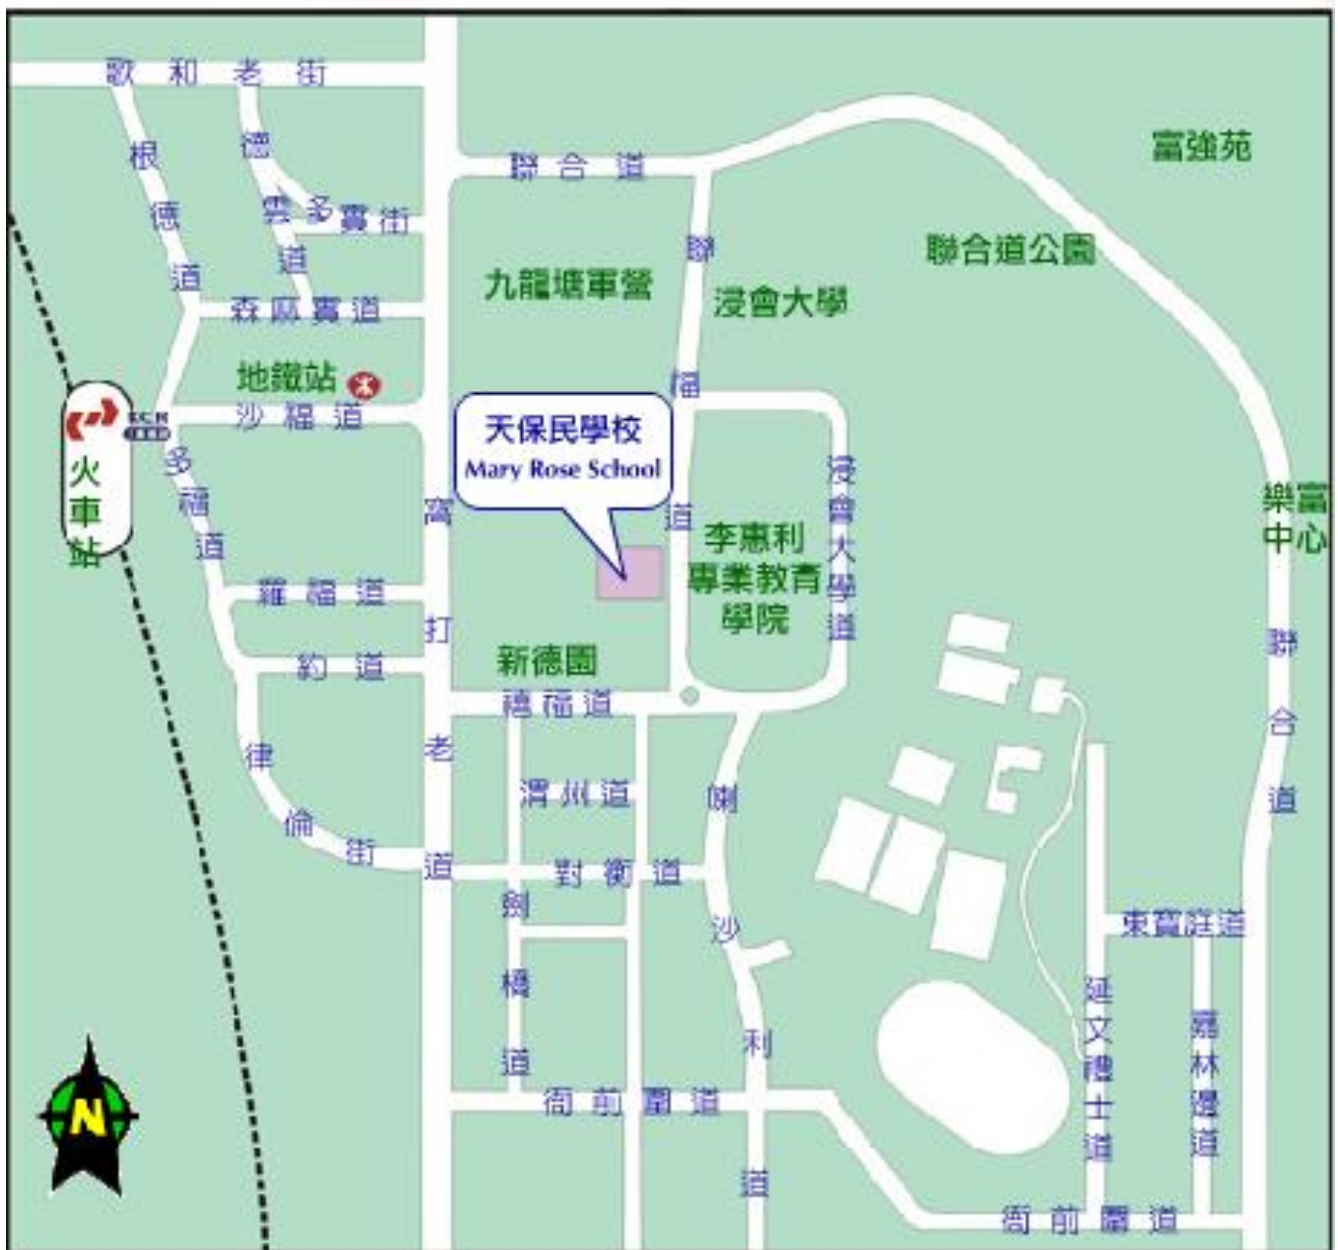 歌和老街
根德道
德雲道
多實街
森麻實道
地鐵站
沙福道
火車站
多福道
羅福道
約道
律倫街
窩打老道
聯合道
九龍塘軍營
聯福道
浸會大學
聯合道公園
富強苑
天保民學校
Mary Rose School
李惠利
專業教育
學院
浸會大學道
新德園
禧福道
渭州道
對衡道
劍橋道
喇沙利道
衙前圍道
樂富
中心
聯合道
東寶庭道
延文禮士道
嘉林邊道
衙前圍道
N